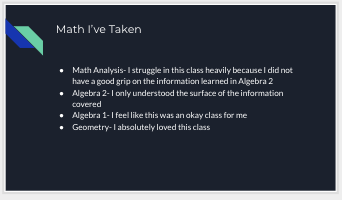 Math I've Taken
● Math Analysis- I struggle in this class heavily because I did not
have a good grip on the information learned in Algebra 2
● Algebra 2- I only understood the surface of the information
covered
● Algebra 1- I feel like this was an okay class for me
● Geometry- I absolutely loved this class